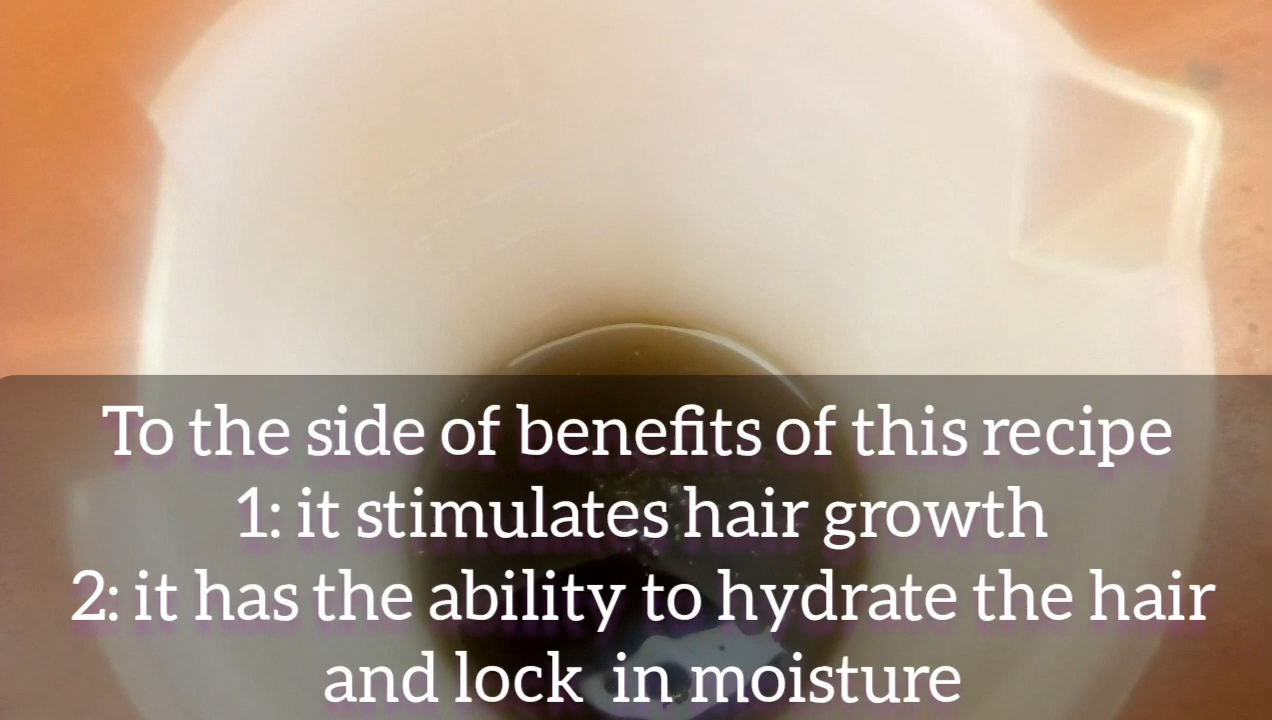 To the side of benefits of this recipe
1: it stimulates hair growth
2: it has the ability to hydrate the hair
and lock in moisture